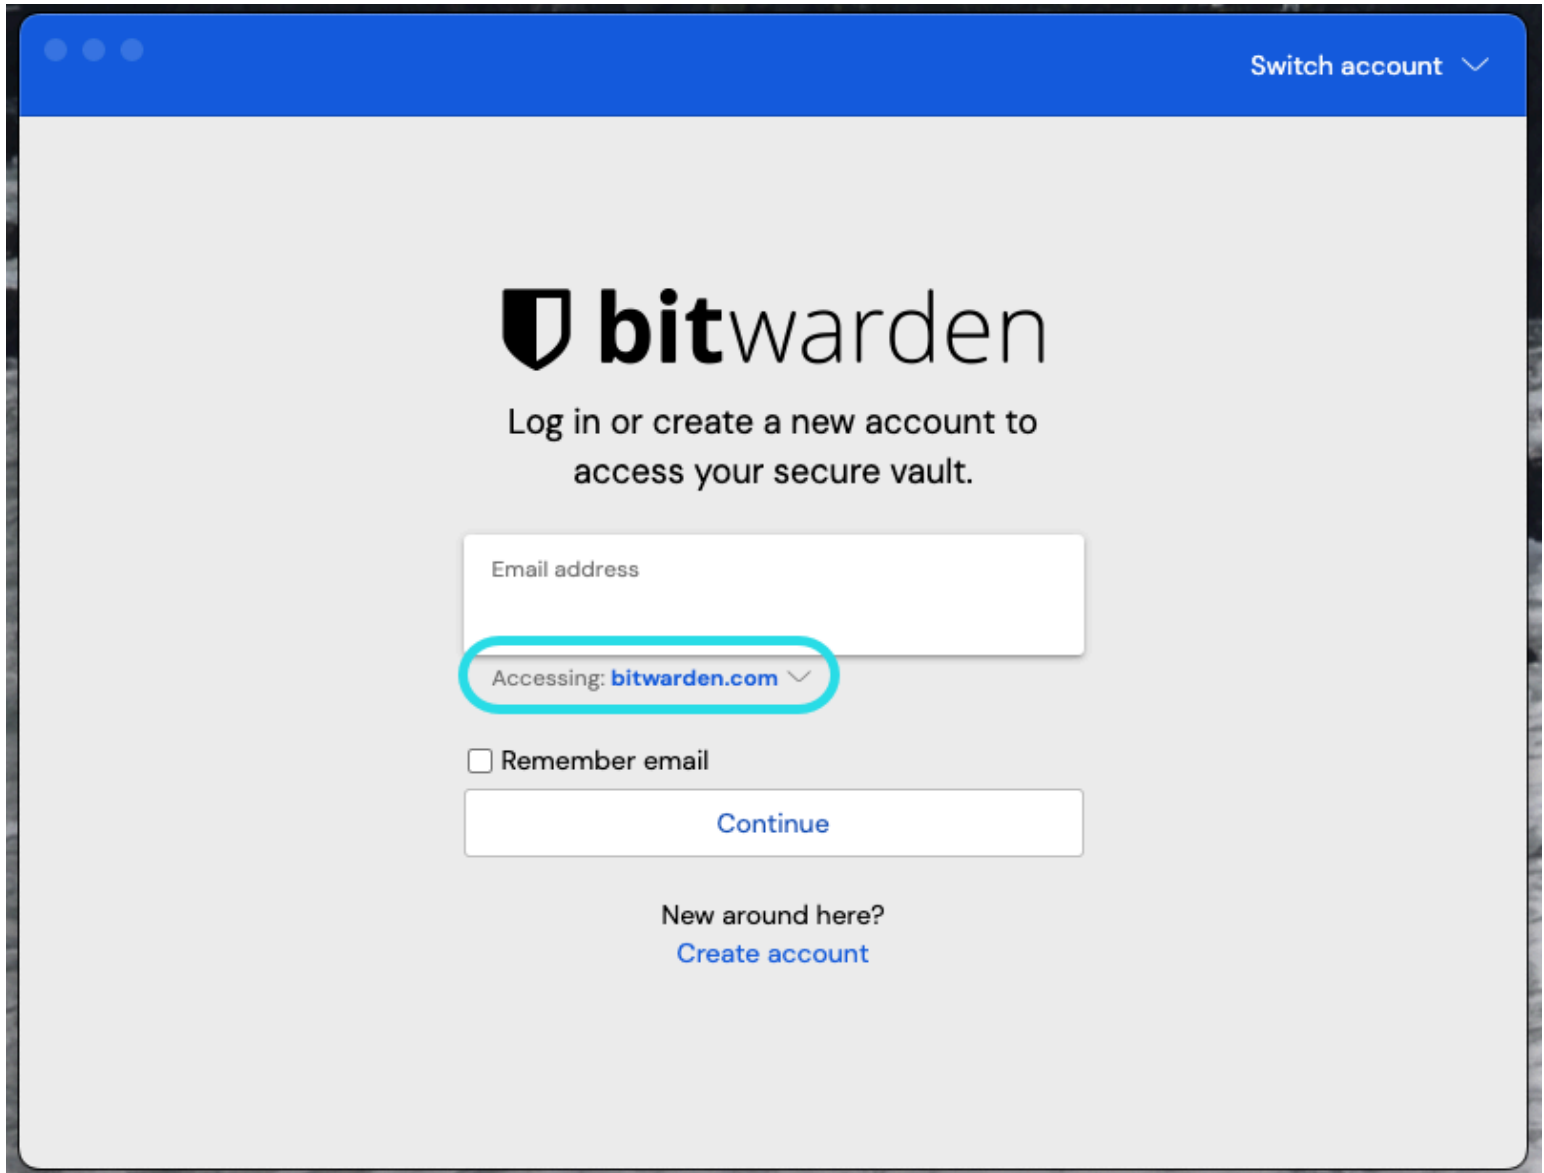 Switch account
bitwarden
Log in or create a new account to
access your secure vault.
Email address
Accessing: bitwarden.com
Remember email
Continue
New around here?
Create account